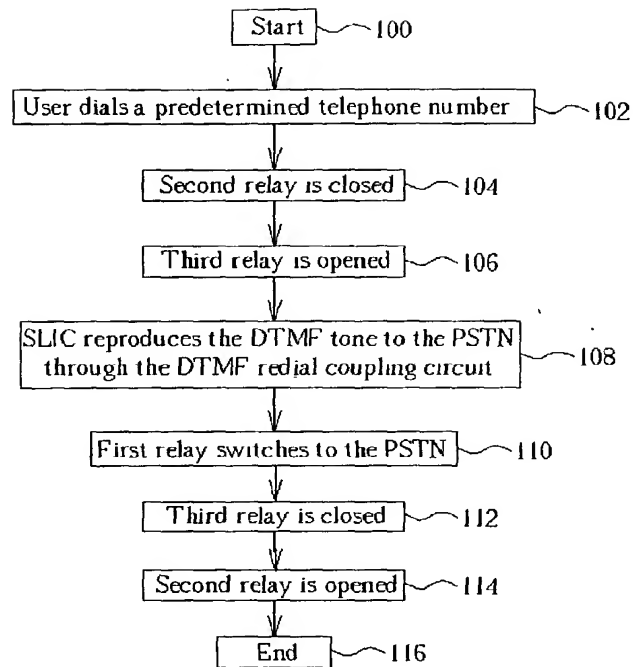 Start
100
User dials a predetermined telephone number
102
Second relay is closed
104
Third relay is opened
106
SLIC reproduces the DTMF tone to the PSTN
through the DTMF redial coupling circuit
108
First relay switches to the PSTN
110
Third relay is closed
112
Second relay is opened
114
End
116